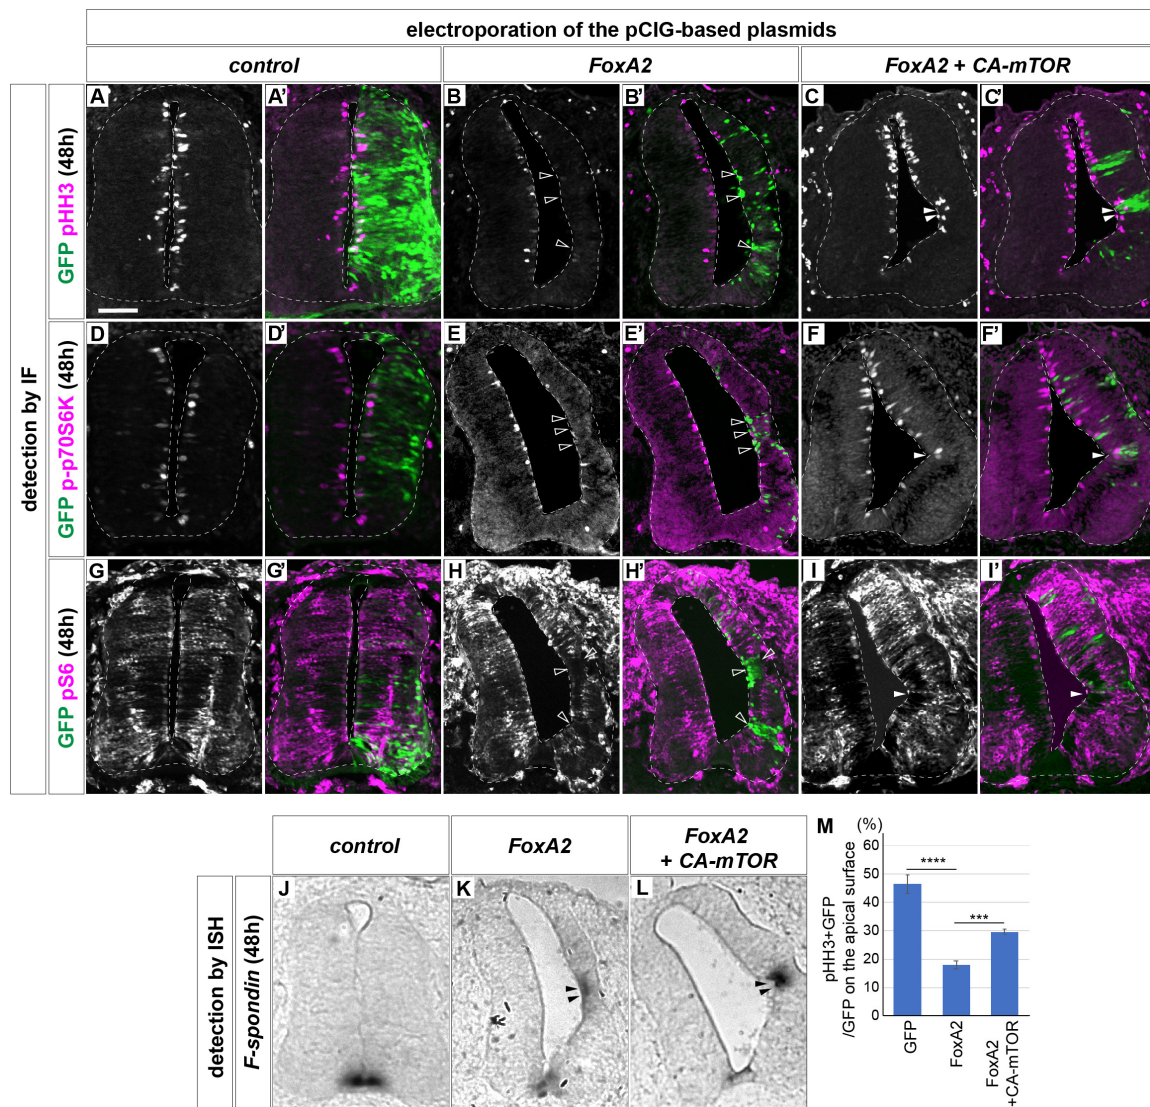 electroporation of the pCIG-based plasmids
control
FoxA2
FoxA2 + CA-mTOR
detection by IF
GFP pHH3 (48h)
A
A'
B
B'
C
C'
GFP p-p70S6K (48h)
D
D'
E
E'
F
F'
GFP pS6 (48h)
G
G'
H
H'
I
I'
control
FoxA2
FoxA2
+ CA-mTOR
detection by ISH
F-spondin (48h)
J
K
L
M
(%)
pHH3+GFP
/GFP on the apical surface
60
50
40
30
20
10
0
****
***
GFP
FoxA2
FoxA2
+CA-mTOR